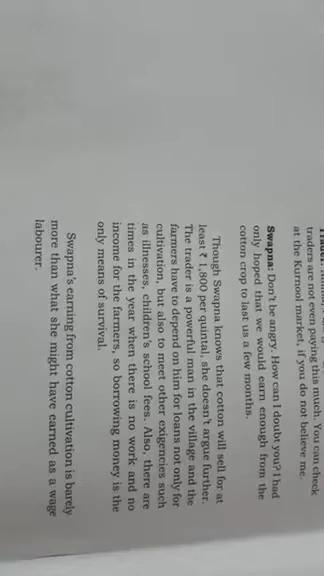 traders are not even paying this much. You can check
at the Kurnool market, if you do not believe me.
Swapna: Don't be angry. How can I doubt you? I had
only hoped that we would earn enough from the
cotton crop to last us a few months.
Though Swapna knows that cotton will sell for at
least ₹ 1,800 per quintal, she doesn't argue further.
The trader is a powerful man in the village and the
farmers have to depend on him for loans not only for
cultivation, but also to meet other exigencies such
as illnesses, children's school fees. Also, there are
times in the year when there is no work and no
income for the farmers, so borrowing money is the
only means of survival.
Swapna's earning from cotton cultivation is barely
more than what she might have earned as a wage
labourer.